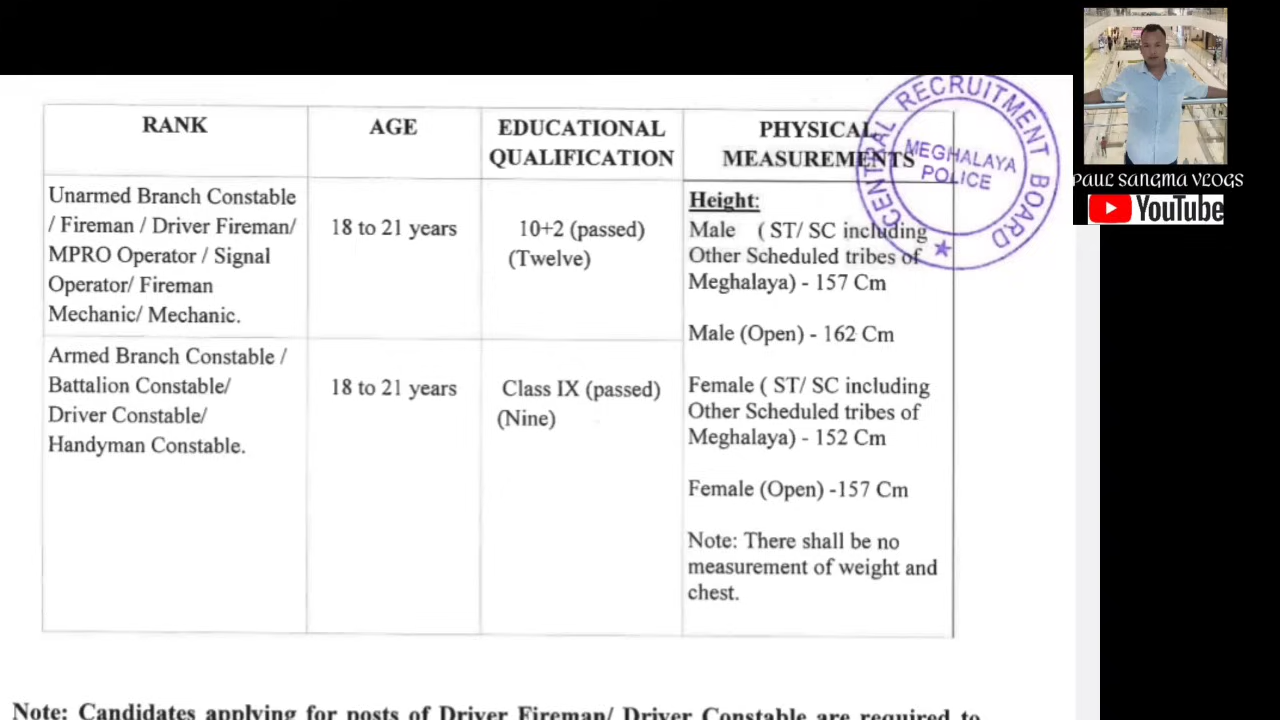 RANK
AGE
EDUCATIONAL
QUALIFICATION
PHYSICAL
MEASUREMENTS
Unarmed Branch Constable
/ Fireman / Driver Fireman/
MPRO Operator / Signal
Operator/ Fireman
Mechanic/ Mechanic.
18 to 21 years
10+2 (passed)
(Twelve)
Height:
Male ( ST/ SC including
Other Scheduled tribes of
Meghalaya) - 157 Cm
Male (Open) - 162 Cm
Female ( ST/ SC including
Other Scheduled tribes of
Meghalaya) - 152 Cm
Female (Open) -157 Cm
Note: There shall be no
measurement of weight and
chest.
Armed Branch Constable /
Battalion Constable/
Driver Constable/
Handyman Constable.
18 to 21 years
Class IX (passed)
(Nine)
Note: Candidates applying for posts of Driver Fireman/ Driver Constable are required to
CENTRAL RECRUITMENT BOARD
MEGHALAYA
POLICE
PAUL SANGMA VLOGS
YouTube